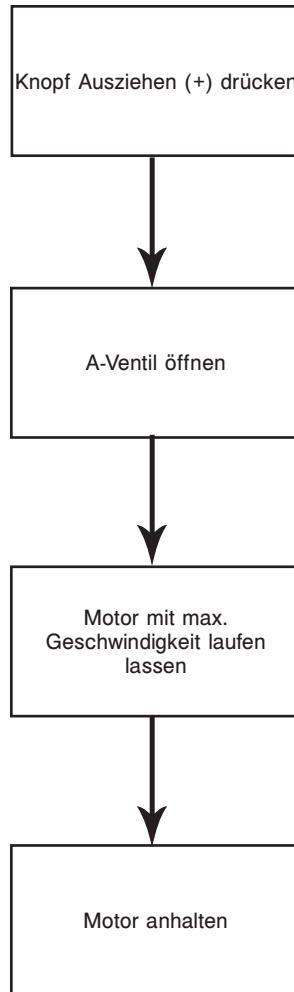 Knopf Ausziehen (+) drücken
A-Ventil öffnen
Motor mit max.
Geschwindigkeit laufen
lassen
Motor anhalten